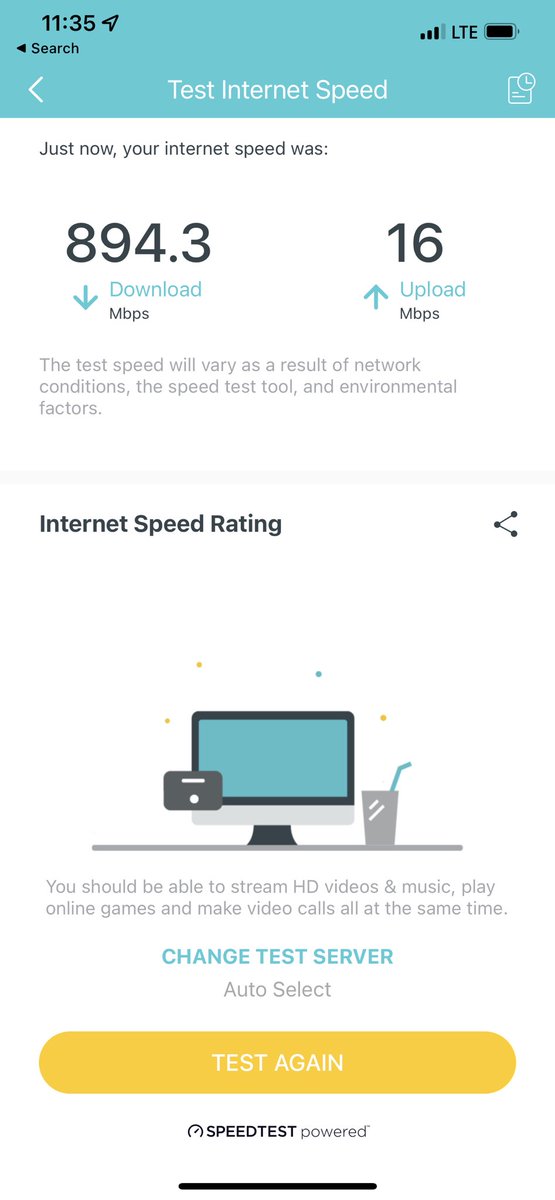 11:35
LTE
Search
Test Internet Speed
Just now, your internet speed was:
894.3
Download
Mbps
16
Upload
Mbps
The test speed will vary as a result of network
conditions, the speed test tool, and environmental
factors.
Internet Speed Rating
You should be able to stream HD videos & music, play
online games and make video calls all at the same time.
CHANGE TEST SERVER
Auto Select
TEST AGAIN
SPEEDTEST powered™